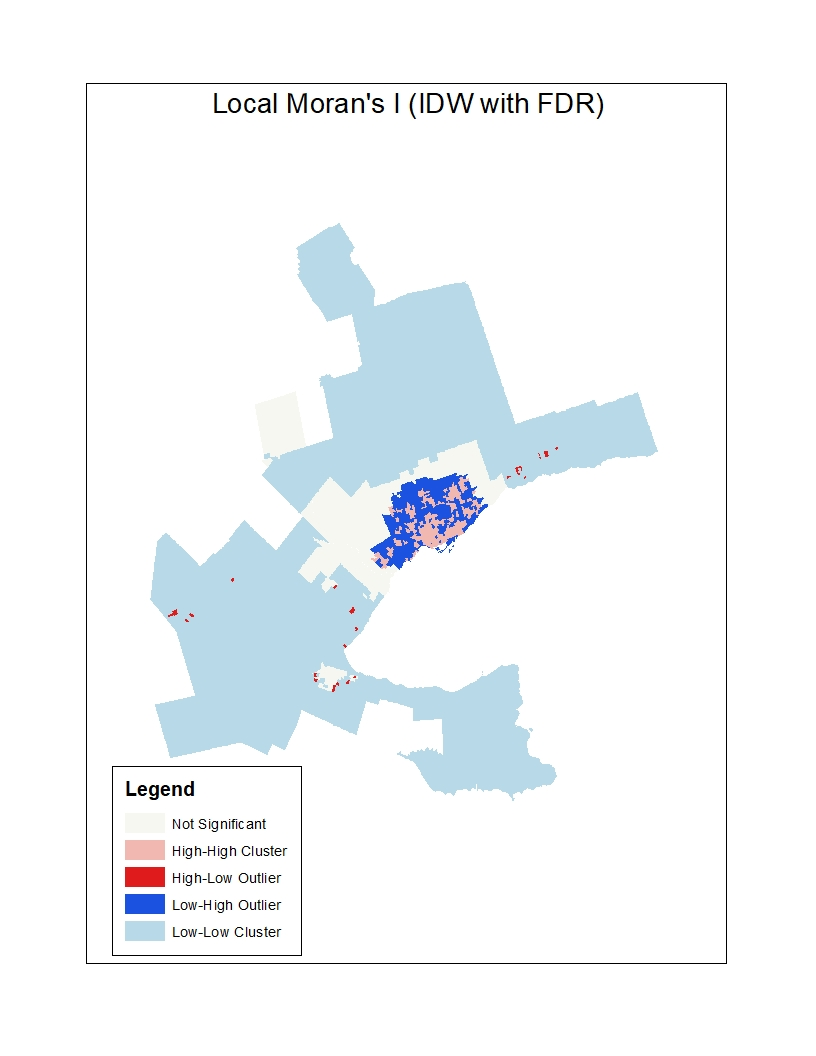 Local Moran's I (IDW with FDR)
Legend
Not Significant
High-High Cluster
High-Low Outlier
Low-High Outlier
Low-Low Cluster